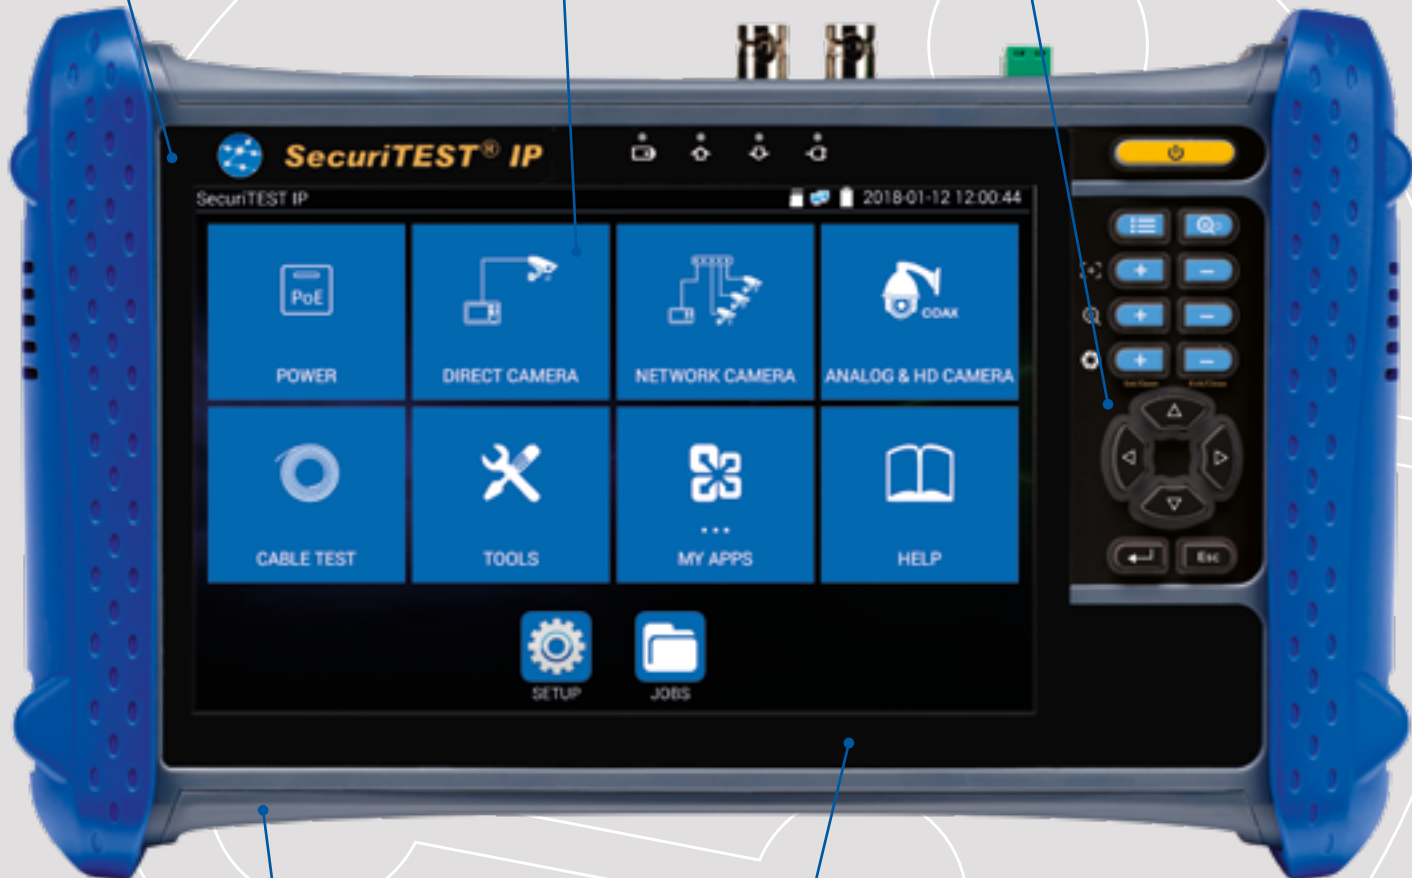 SecuriTEST® IP
SecuriTEST IP
2018-01-12 12:00:44
PoE
POWER
DIRECT CAMERA
NETWORK CAMERA
COAX
ANALOG & HD CAMERA
CABLE TEST
TOOLS
MY APPS
HELP
SETUP
JOBS
Esc